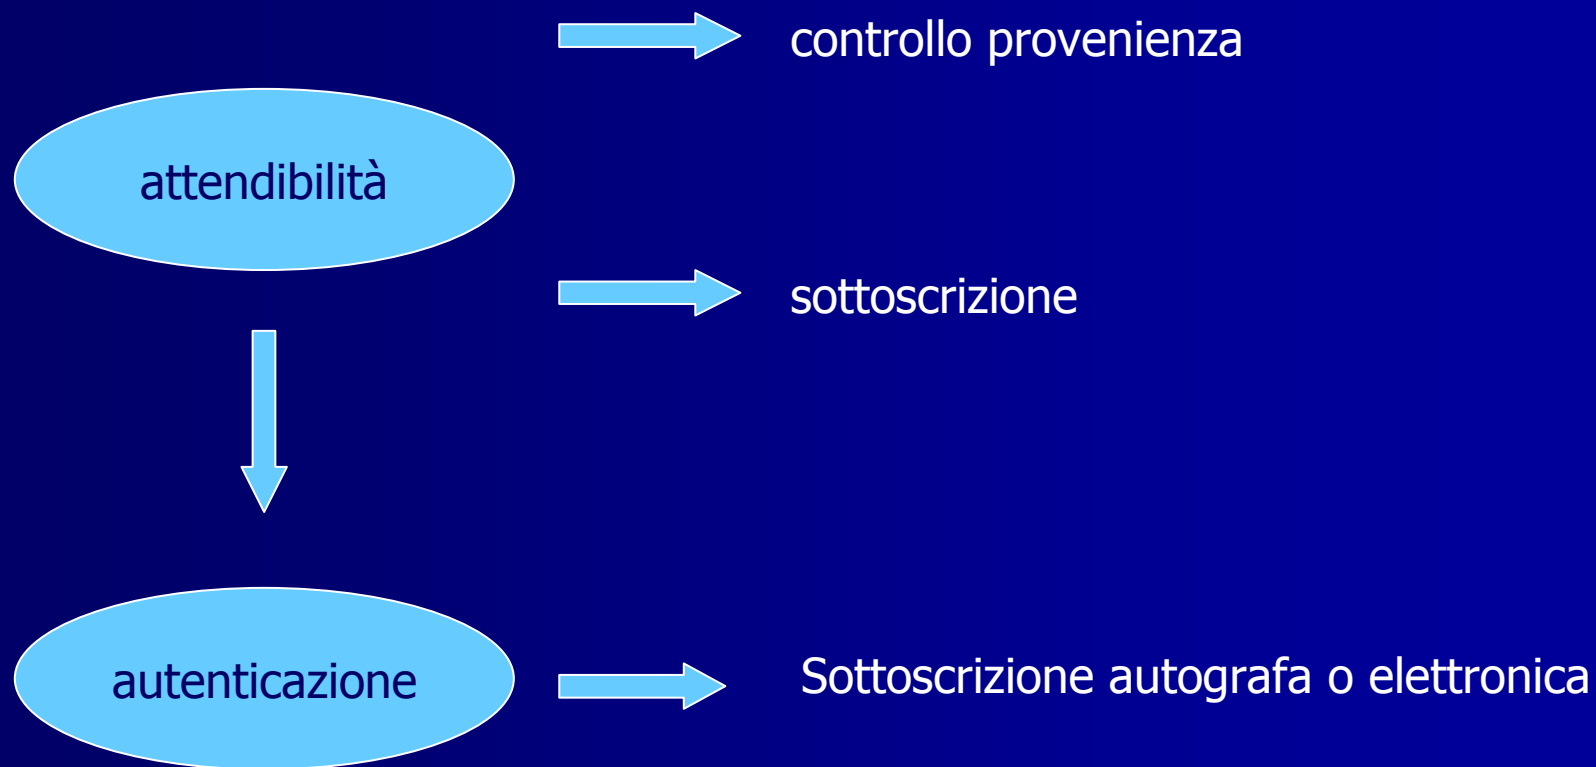 controllo provenienza
attendibilità
sottoscrizione
autenticazione
Sottoscrizione autografa o elettronica